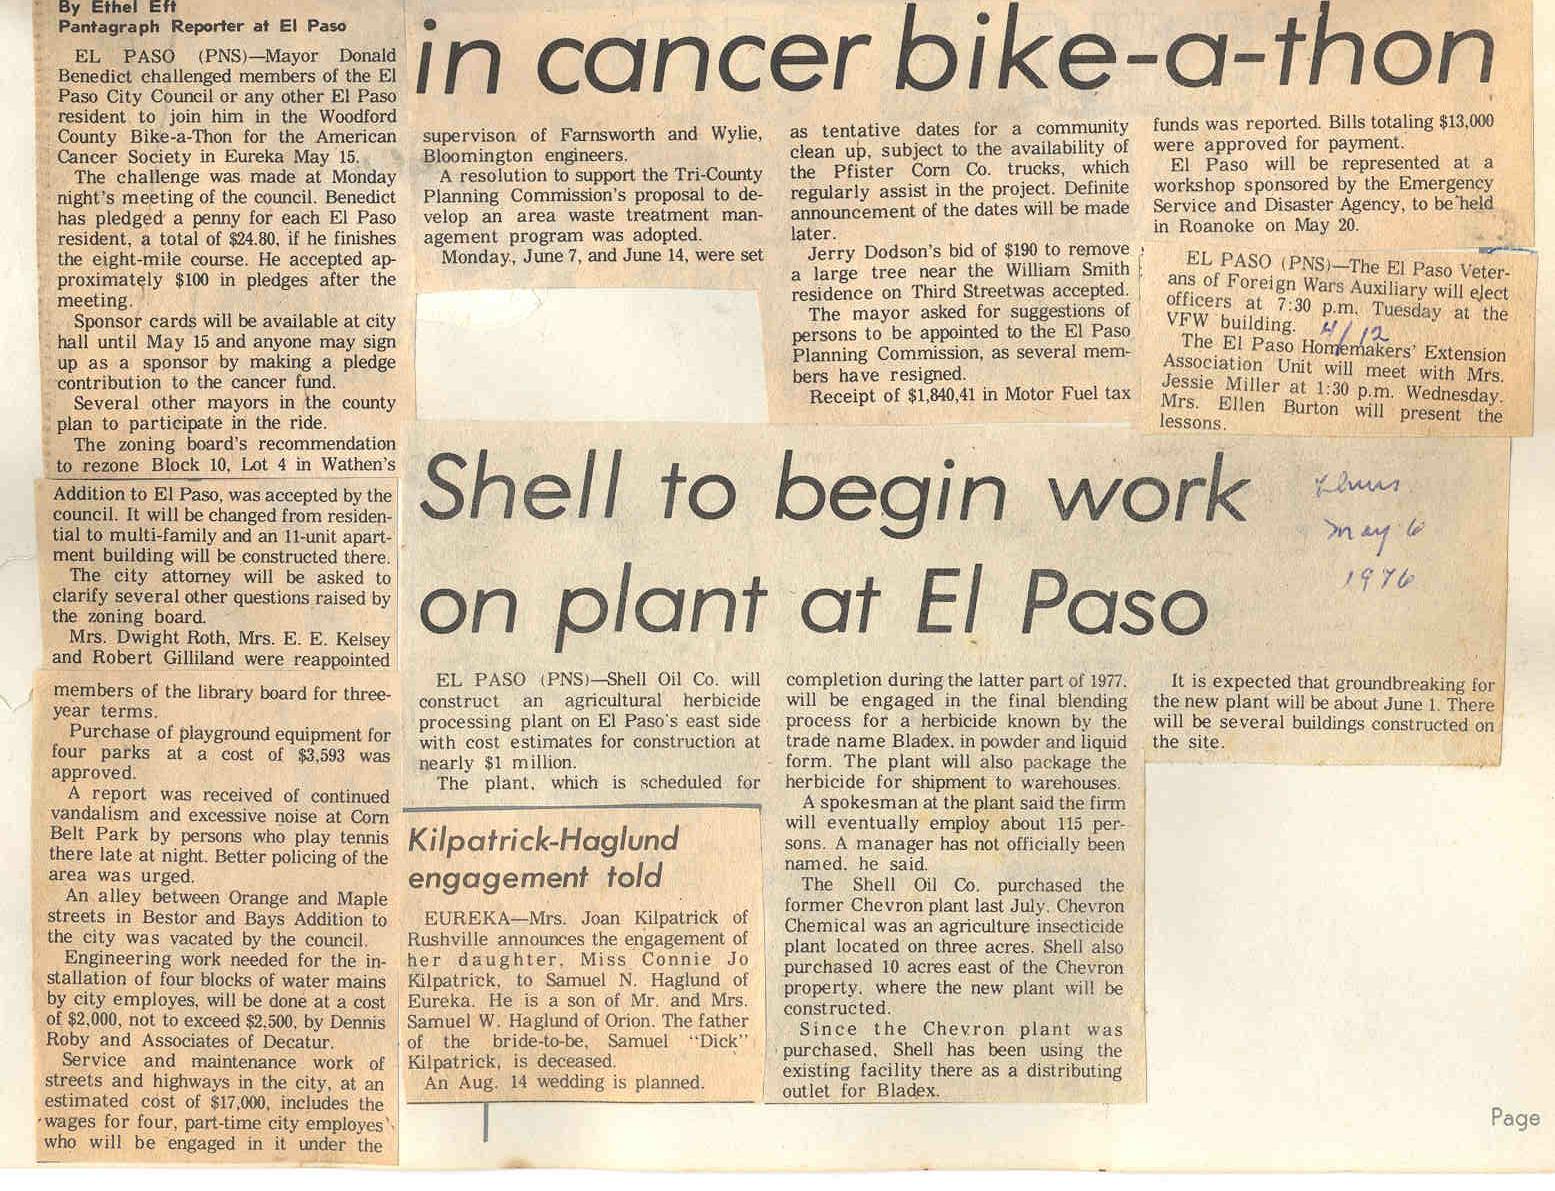 By Ethel Eft
Pantagraph Reporter at El Paso
EL PASO (PNS)—Mayor Donald
Benedict challenged members of the El
Paso City Council or any other El Paso
resident to join him in the Woodford
County Bike-a-Thon for the American
Cancer Society in Eureka May 15.
The challenge was made at Monday
night's meeting of the council. Benedict
has pledged a penny for each El Paso
resident, a total of $24.80, if he finishes
the eight-mile course. He accepted ap-
proximately $100 in pledges after the
meeting.
Sponsor cards will be available at city
hall until May 15 and anyone may sign
up as a sponsor by making a pledge
contribution to the cancer fund.
Several other mayors in the county
plan to participate in the ride.
The zoning board's recommendation
to rezone Block 10, Lot 4 in Wathen's
Addition to El Paso, was accepted by the
council. It will be changed from residen-
tial to multi-family and an 11-unit apart-
ment building will be constructed there.
The city attorney will be asked to
clarify several other questions raised by
the zoning board.
Mrs. Dwight Roth, Mrs. E. E. Kelsey
and Robert Gilliland were reappointed
members of the library board for three-
year terms.
Purchase of playground equipment for
four parks at a cost of $3,593 was
approved.
A report was received of continued
vandalism and excessive noise at Corn
Belt Park by persons who play tennis
there late at night. Better policing of the
area was urged.
An alley between Orange and Maple
streets in Bestor and Bays Addition to
the city was vacated by the council.
Engineering work needed for the in-
stallation of four blocks of water mains
by city employes, will be done at a cost
of $2,000, not to exceed $2,500, by Dennis
Roby and Associates of Decatur.
Service and maintenance work of
streets and highways in the city, at an
estimated cost of $17,000, includes the
wages for four, part-time city employes
who will be engaged in it under the
in cancer bike-a-thon
supervison of Farnsworth and Wylie,
Bloomington engineers.
A resolution to support the Tri-County
Planning Commission's proposal to de-
velop an area waste treatment man-
agement program was adopted.
Monday, June 7, and June 14, were set
as tentative dates for a community
clean up, subject to the availability of
the Pfister Corn Co. trucks, which
regularly assist in the project. Definite
announcement of the dates will be made
later.
Jerry Dodson's bid of $190 to remove
a large tree near the William Smith
residence on Third Streetwas accepted.
The mayor asked for suggestions of
persons to be appointed to the El Paso
Planning Commission, as several mem-
bers have resigned.
Receipt of $1,840,41 in Motor Fuel tax
funds was reported. Bills totaling $13,000
were approved for payment.
El Paso will be represented at a
workshop sponsored by the Emergency
Service and Disaster Agency, to be held
in Roanoke on May 20.
EL PASO (PNS)—The El Paso Veter-
ans of Foreign Wars Auxiliary will elect
officers at 7:30 p.m. Tuesday at the
VFW building.
4/12
The El Paso Homemakers' Extension
Association Unit will meet with Mrs.
Jessie Miller at 1:30 p.m. Wednesday.
Mrs. Ellen Burton will present the
lessons.
Shell to begin work
on plant at El Paso
Thurs
May 6
1976
EL PASO (PNS)—Shell Oil Co. will
construct an agricultural herbicide
processing plant on El Paso's east side
with cost estimates for construction at
nearly $1 million.
The plant, which is scheduled for
completion during the latter part of 1977,
will be engaged in the final blending
process for a herbicide known by the
trade name Bladex, in powder and liquid
form. The plant will also package the
herbicide for shipment to warehouses.
A spokesman at the plant said the firm
will eventually employ about 115 per-
sons. A manager has not officially been
named, he said.
The Shell Oil Co. purchased the
former Chevron plant last July. Chevron
Chemical was an agriculture insecticide
plant located on three acres. Shell also
purchased 10 acres east of the Chevron
property, where the new plant will be
constructed.
Since the Chevron plant was
purchased, Shell has been using the
existing facility there as a distributing
outlet for Bladex.
It is expected that groundbreaking for
the new plant will be about June 1. There
will be several buildings constructed on
the site.
Kilpatrick-Haglund
engagement told
EUREKA—Mrs. Joan Kilpatrick of
Rushville announces the engagement of
her daughter, Miss Connie Jo
Kilpatrick, to Samuel N. Haglund of
Eureka. He is a son of Mr. and Mrs.
Samuel W. Haglund of Orion. The father
of the bride-to-be, Samuel "Dick"
Kilpatrick, is deceased.
An Aug. 14 wedding is planned.
Page